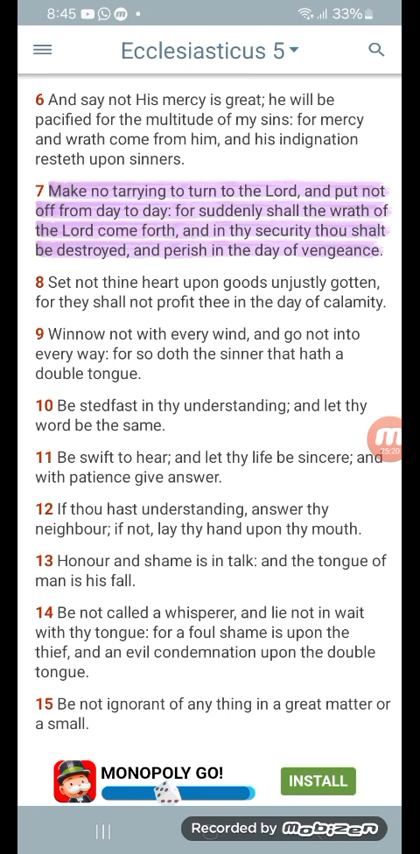 8:45 33%
Ecclesiasticus 5
6 And say not His mercy is great; he will be
pacified for the multitude of my sins: for mercy
and wrath come from him, and his indignation
resteth upon sinners.
7 Make no tarrying to turn to the Lord, and put not
off from day to day: for suddenly shall the wrath of
the Lord come forth, and in thy security thou shalt
be destroyed, and perish in the day of vengeance.
8 Set not thine heart upon goods unjustly gotten,
for they shall not profit thee in the day of calamity.
9 Winnow not with every wind, and go not into
every way: for so doth the sinner that hath a
double tongue.
10 Be stedfast in thy understanding; and let thy
word be the same.
11 Be swift to hear; and let thy life be sincere; and
with patience give answer.
25:20
12 If thou hast understanding, answer thy
neighbour; if not, lay thy hand upon thy mouth.
13 Honour and shame is in talk: and the tongue of
man is his fall.
14 Be not called a whisperer, and lie not in wait
with thy tongue: for a foul shame is upon the
thief, and an evil condemnation upon the double
tongue.
15 Be not ignorant of any thing in a great matter or
a small.
MONOPOLY GO!
INSTALL
Recorded by mobizen